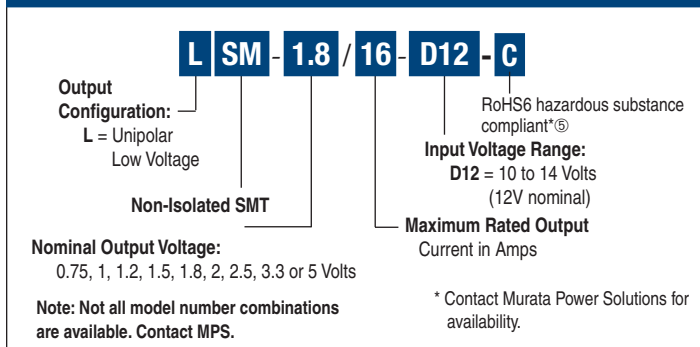 L SM - 1.8 / 16 - D12 - C
Output
Configuration:
L = Unipolar
Low Voltage
Non-Isolated SMT
Nominal Output Voltage:
0.75, 1, 1.2, 1.5, 1.8, 2, 2.5, 3.3 or 5 Volts
Note: Not all model number combinations
are available. Contact MPS.
RoHS6 hazardous substance
compliant*⑤
Input Voltage Range:
D12 = 10 to 14 Volts
(12V nominal)
Maximum Rated Output
Current in Amps
* Contact Murata Power Solutions for
availability.